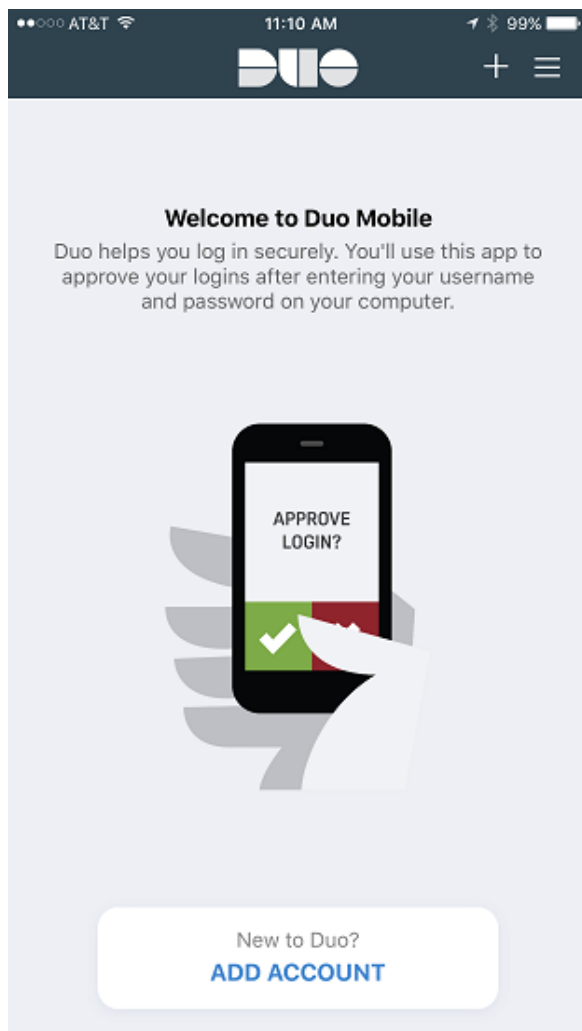 AT&T 11:10 AM 99%
DUO
Welcome to Duo Mobile
Duo helps you log in securely. You'll use this app to
approve your logins after entering your username
and password on your computer.
APPROVE
LOGIN?
New to Duo?
ADD ACCOUNT